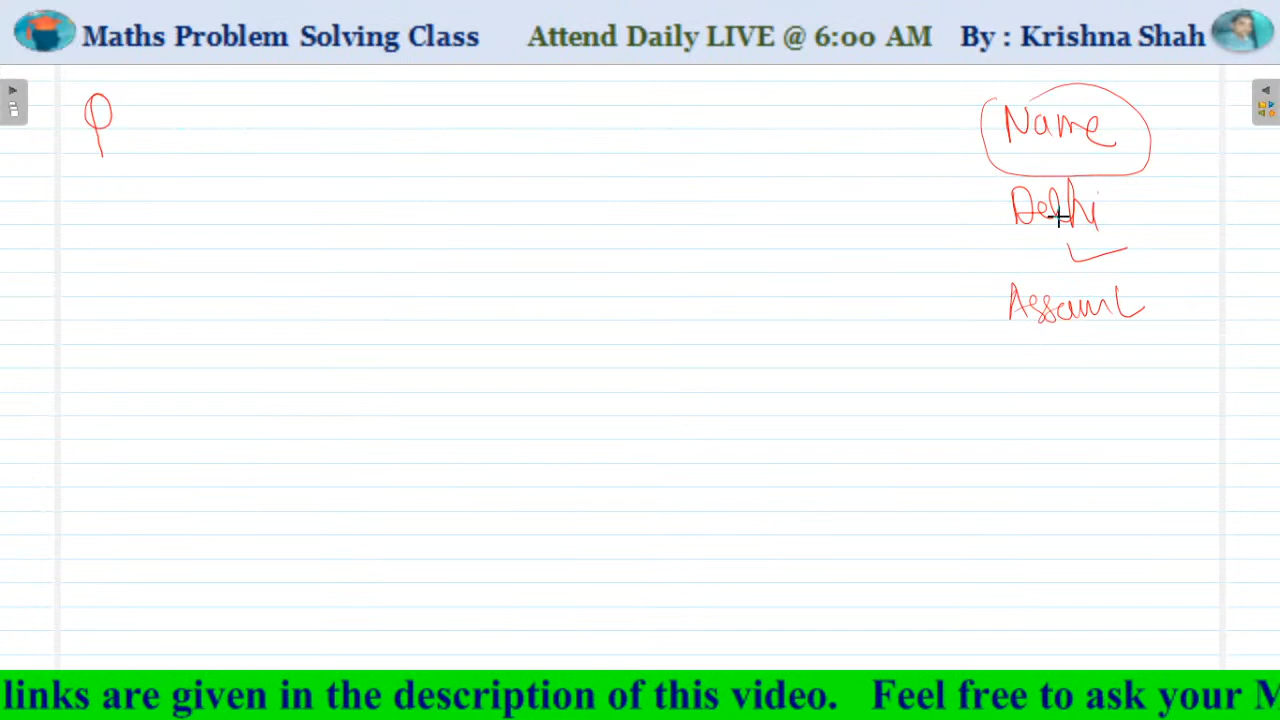 Maths Problem Solving Class Attend Daily LIVE @ 6:00 AM By : Krishna Shah
Name
Delhi
Assam
links are given in the description of this video. Feel free to ask your M